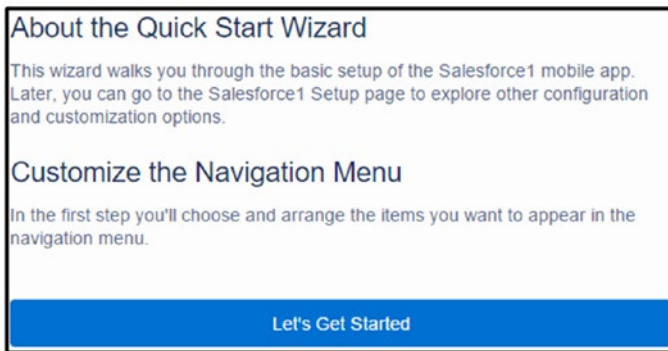 About the Quick Start Wizard
This wizard walks you through the basic setup of the Salesforce1 mobile app.
Later, you can go to the Salesforce1 Setup page to explore other configuration
and customization options.
Customize the Navigation Menu
In the first step you'll choose and arrange the items you want to appear in the
navigation menu.
Let's Get Started